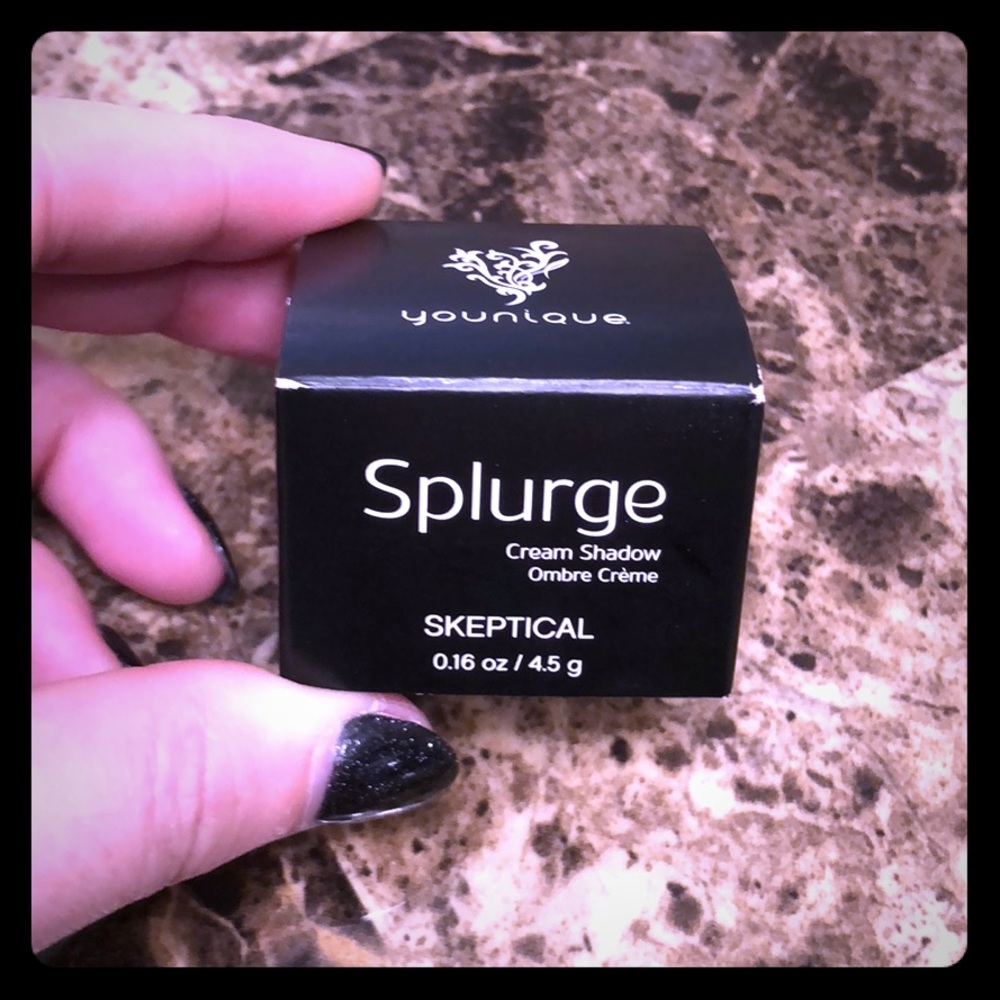 younique
Splurge
Cream Shadow
Ombre Crème
SKEPTICAL
0.16 oz / 4.5 g